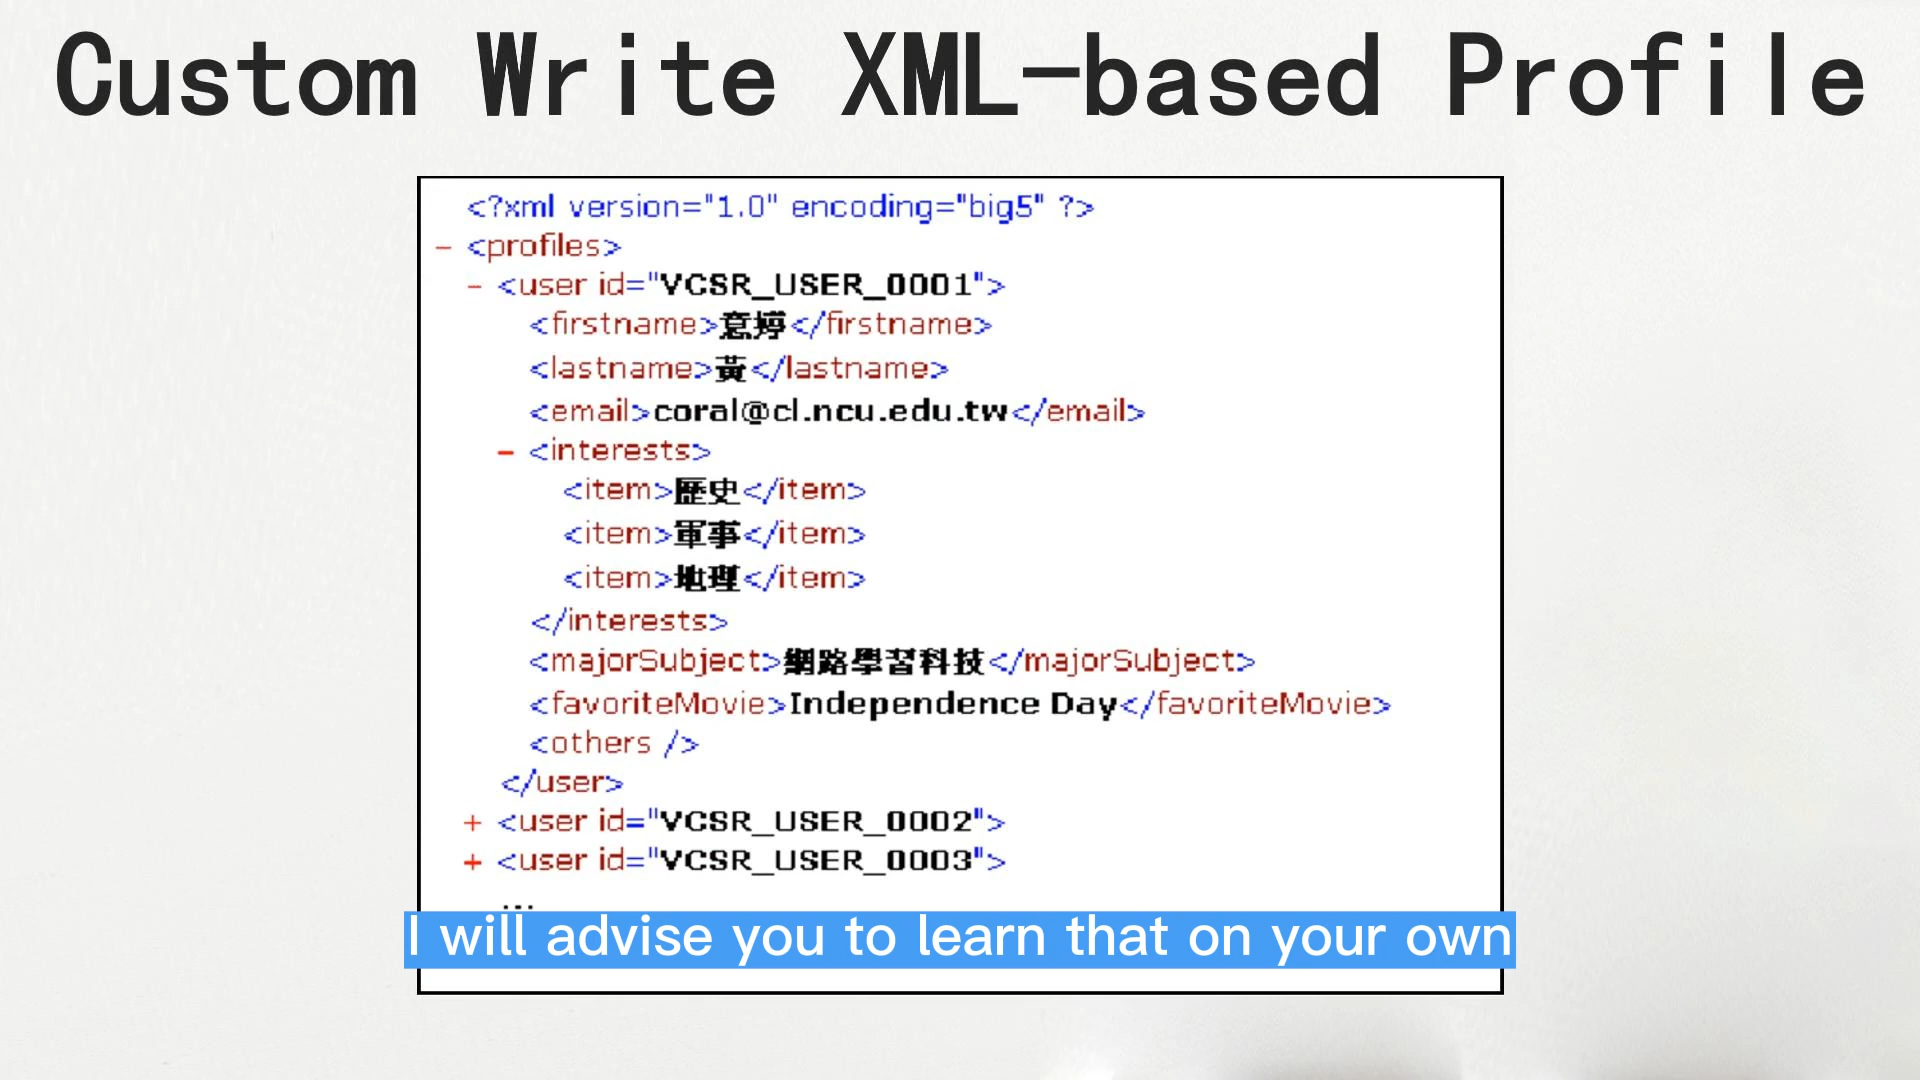 Custom Write XML-based Profile
<?xml version="1.0" encoding="big5" ?>
- <profiles>
- <user id="VCSR_USER_0001">
<firstname>意婷</firstname>
<lastname>黃</lastname>
<email>coral@cl.ncu.edu.tw</email>
- <interests>
<item>歷史</item>
<item>軍事</item>
<item>地理</item>
</interests>
<majorSubject>網路學習科技</majorSubject>
<favoriteMovie>Independence Day</favoriteMovie>
<others />
</user>
+ <user id="VCSR_USER_0002">
+ <user id="VCSR_USER_0003">
...
I will advise you to learn that on your own